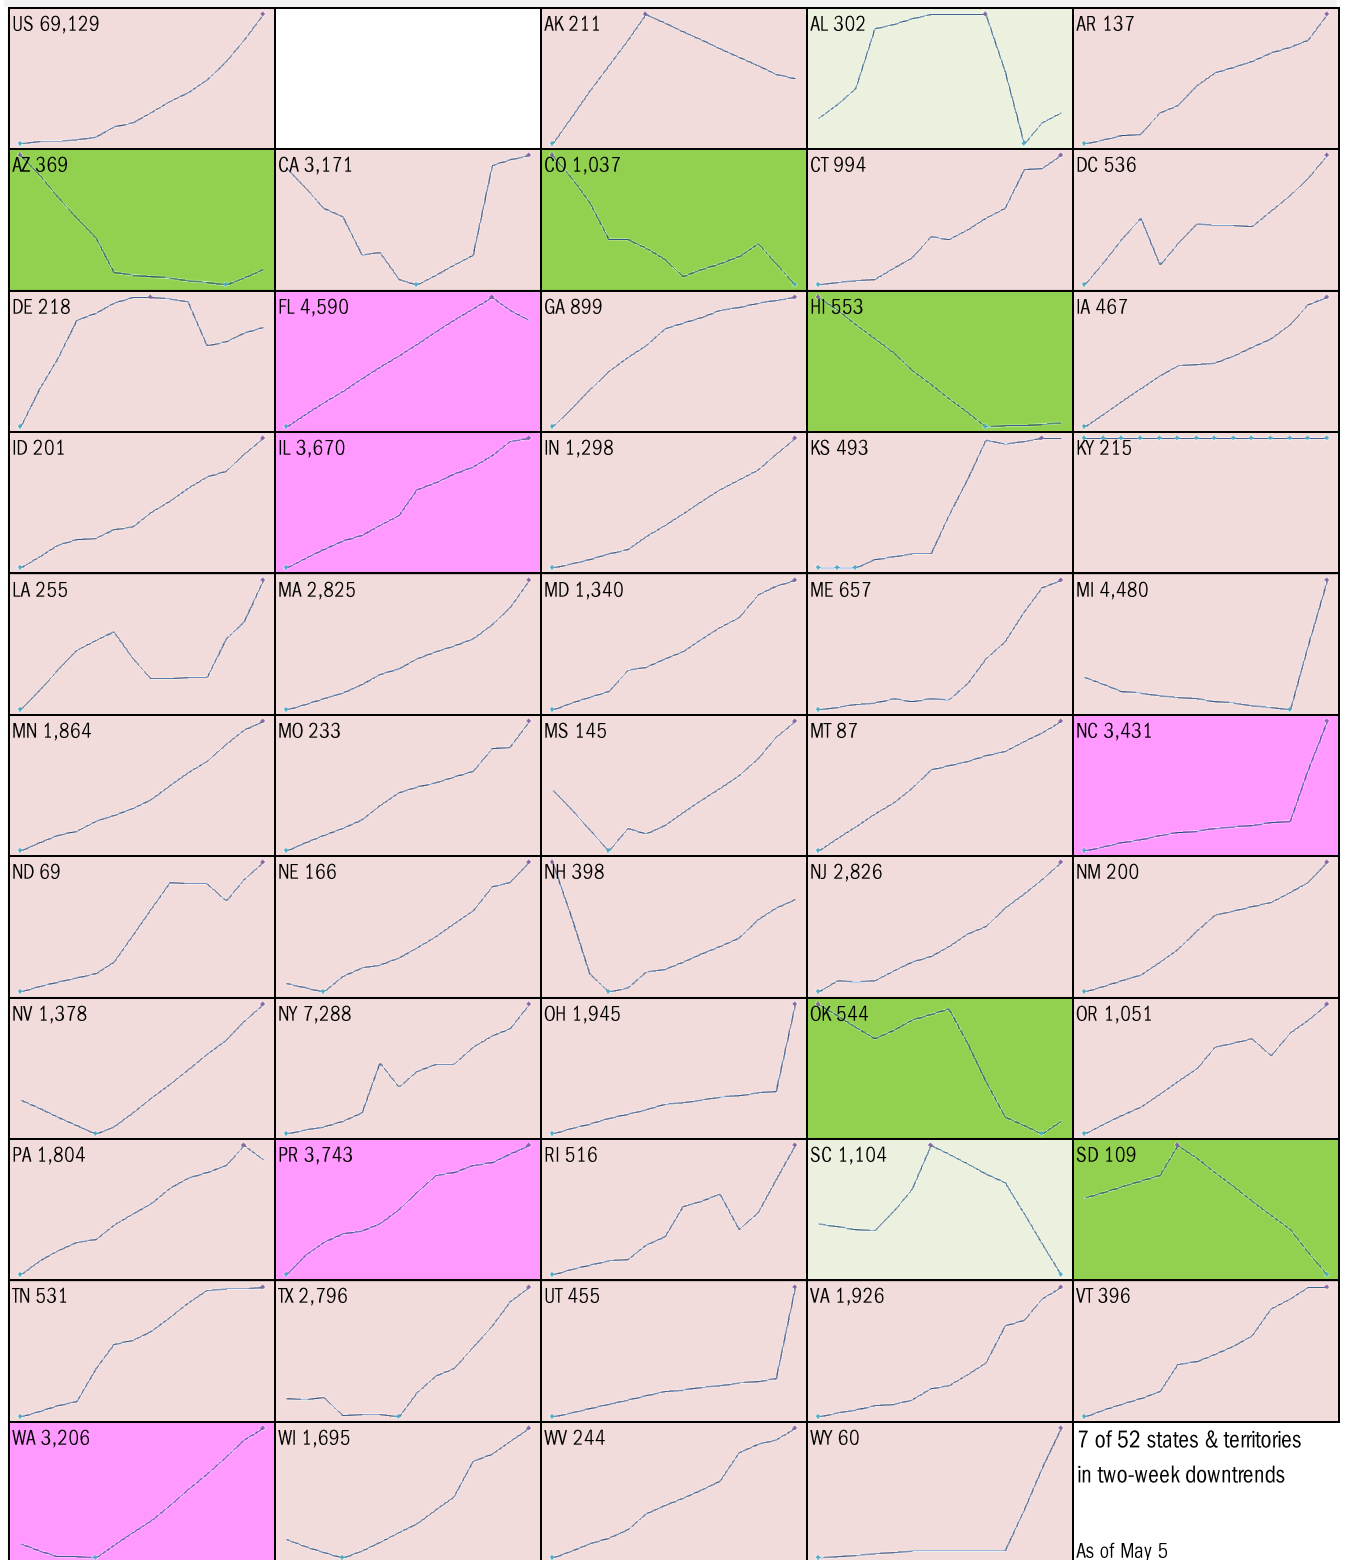 US 69,129
AK 211
AL 302
AR 137
AZ 369
CA 3,171
CO 1,037
CT 994
DC 536
DE 218
FL 4,590
GA 899
HI 553
IA 467
ID 201
IL 3,670
IN 1,298
KS 493
KY 215
LA 255
MA 2,825
MD 1,340
ME 657
MI 4,480
MN 1,864
MO 233
MS 145
MT 87
NC 3,431
ND 69
NE 166
NH 398
NJ 2,826
NM 200
NV 1,378
NY 7,288
OH 1,945
OK 544
OR 1,051
PA 1,804
PR 3,743
RI 516
SC 1,104
SD 109
TN 531
TX 2,796
UT 455
VA 1,926
VT 396
WA 3,206
WI 1,695
WV 244
WY 60
7 of 52 states & territories
in two-week downtrends
As of May 5